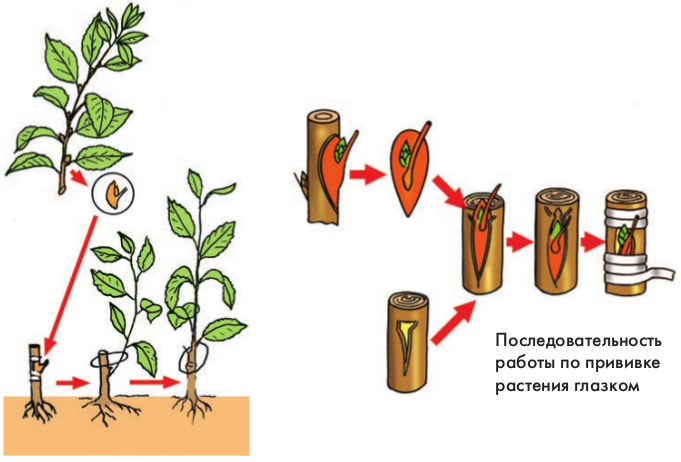 Последовательность
работы по прививке
растения глазком